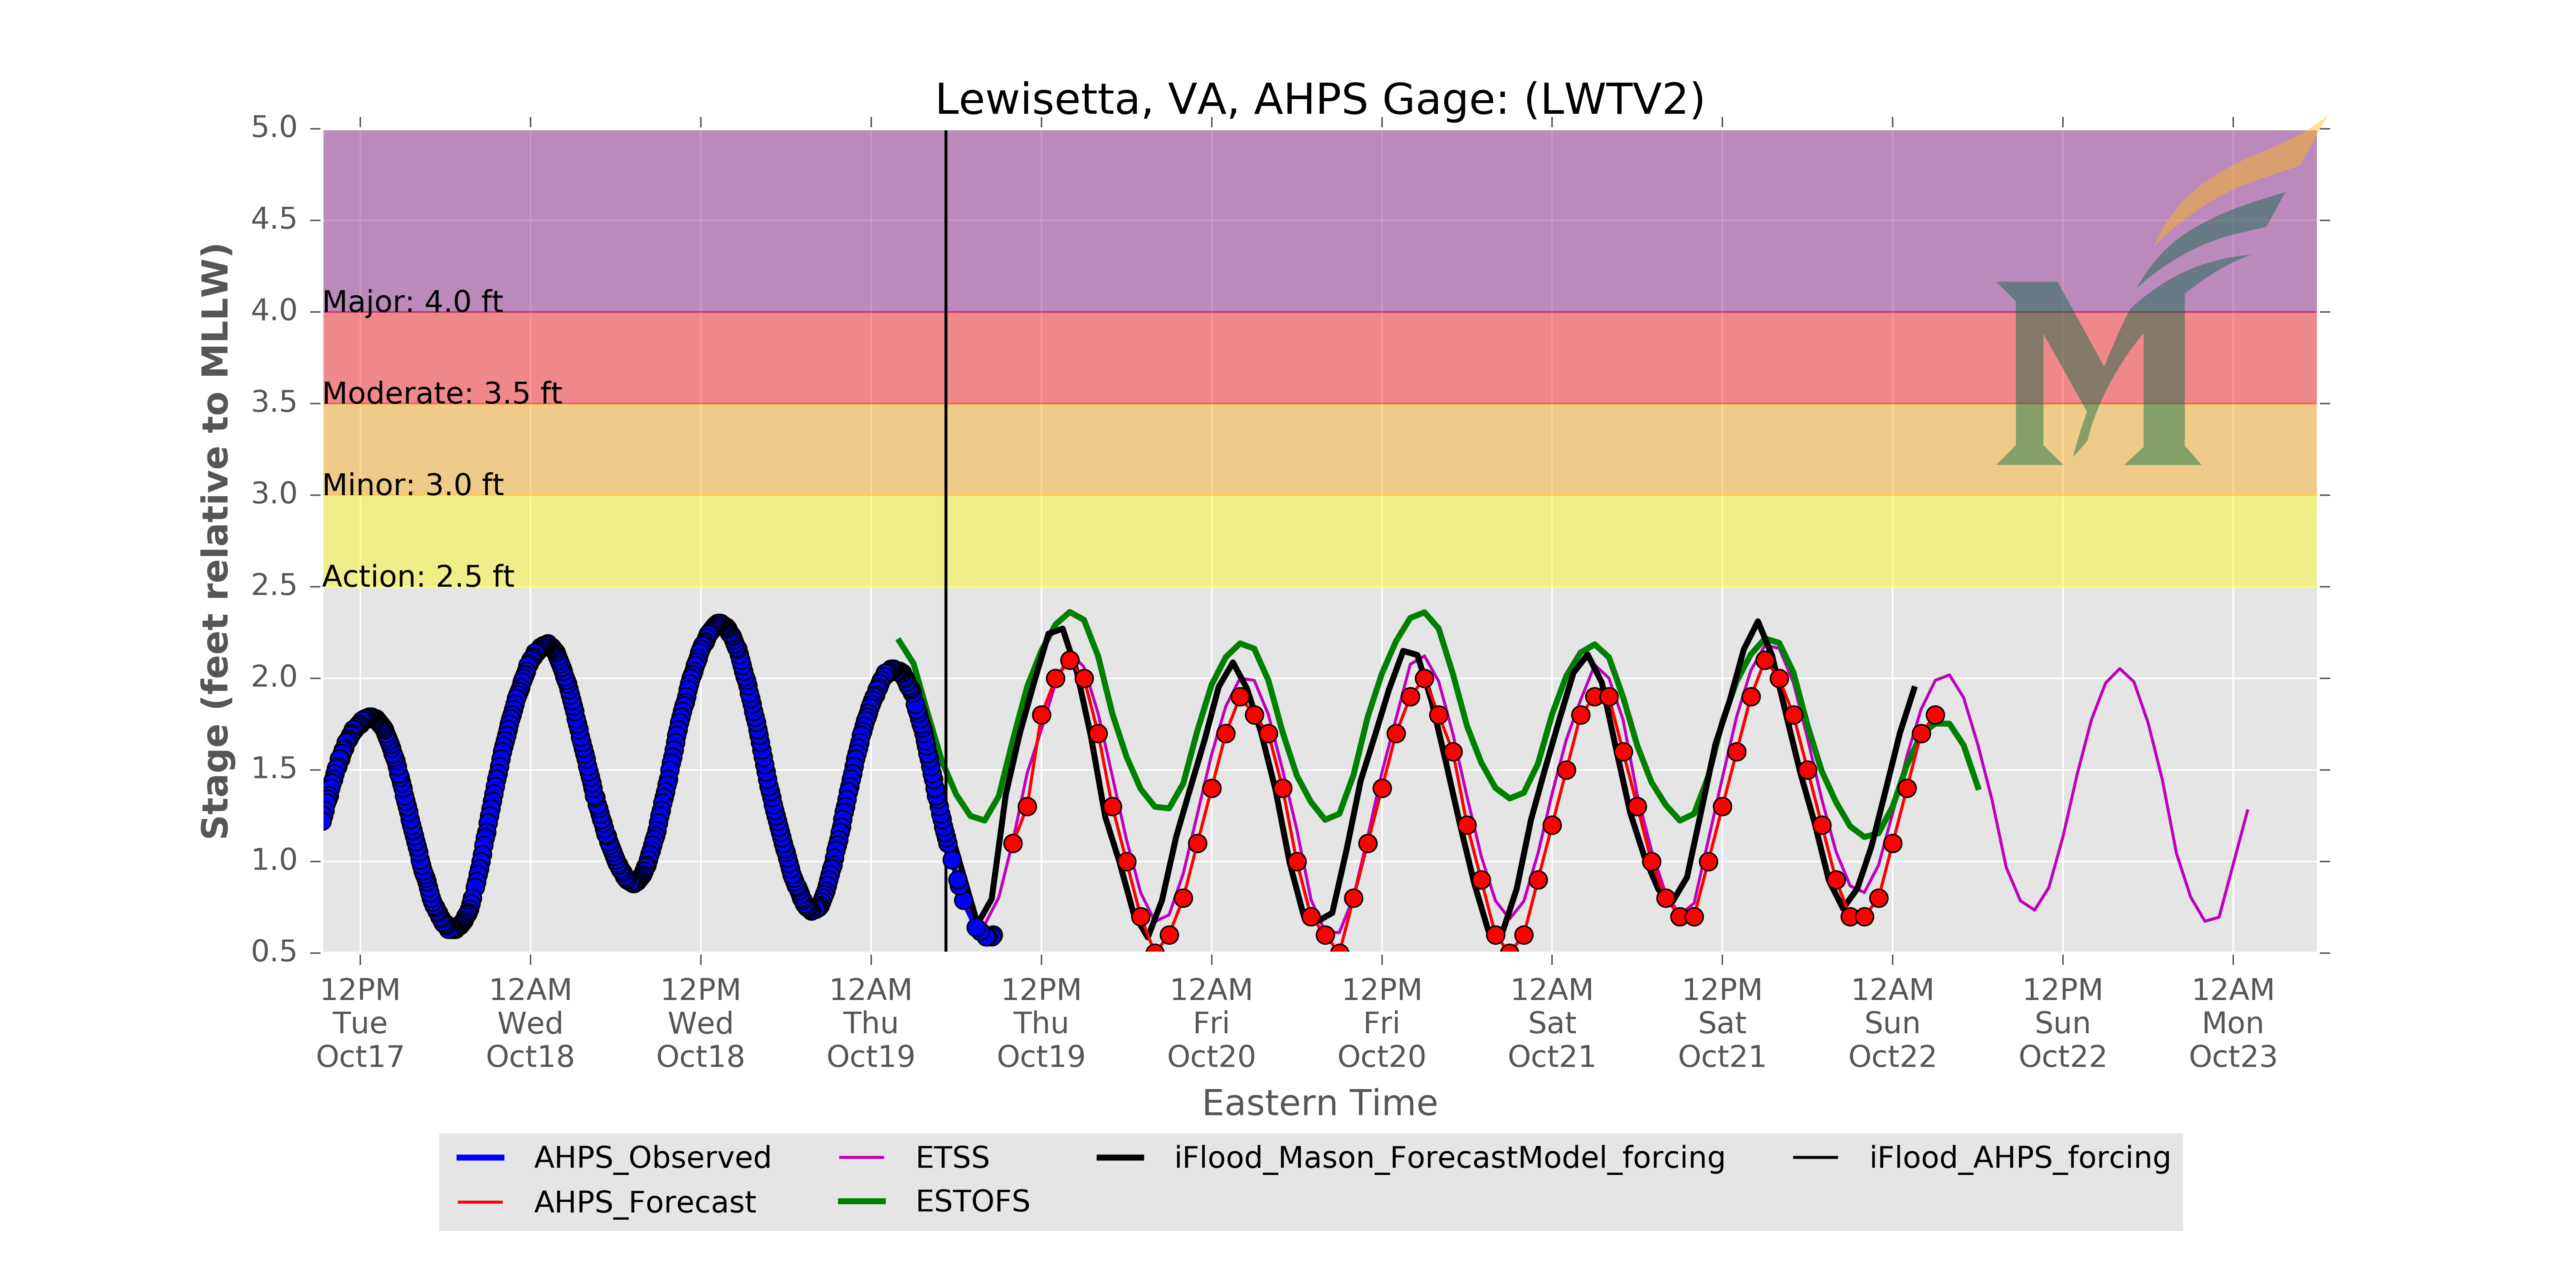 Lewisetta, VA, AHPS Gage: (LWTV2)
Stage (feet relative to MLLW)
5.0
4.5
4.0
3.5
3.0
2.5
2.0
1.5
1.0
0.5
Major: 4.0 ft
Moderate: 3.5 ft
Minor: 3.0 ft
Action: 2.5 ft
12PM 12AM 12PM 12AM 12PM 12AM 12PM 12AM 12PM 12AM 12PM 12AM
Tue Wed Wed Thu Thu Fri Fri Sat Sat Sun Sun Mon
Oct17 Oct18 Oct18 Oct19 Oct19 Oct20 Oct20 Oct21 Oct21 Oct22 Oct22 Oct23
Eastern Time
AHPS_Observed ETSS iFlood_Mason_ForecastModel_forcing iFlood_AHPS_forcing
AHPS_Forecast ESTOFS
M